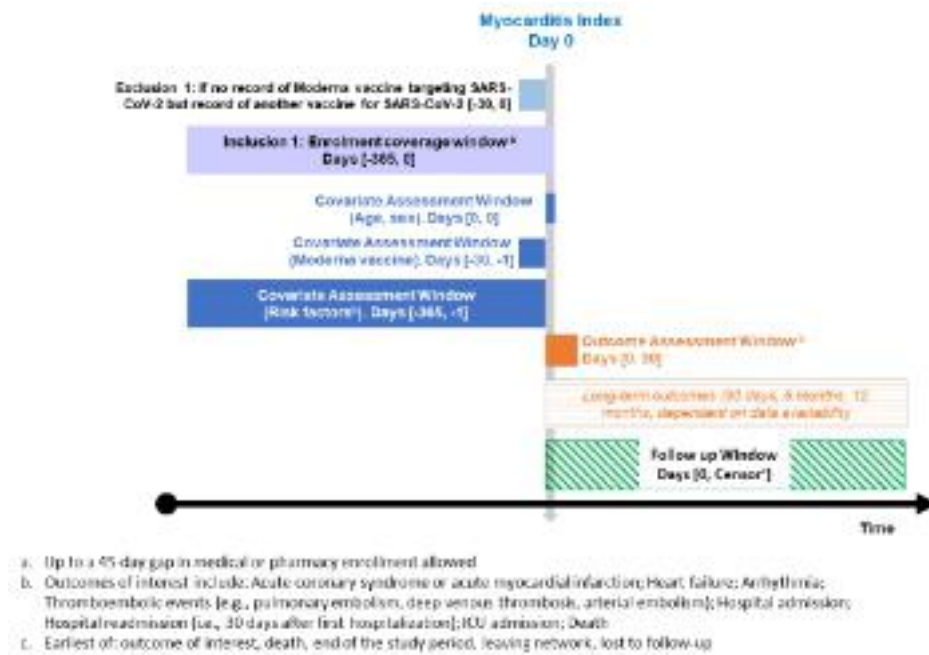 Myocarditis Index
Day 0
Exclusion 1: If no record of Moderna vaccine targeting SARS-
CoV-2 but record of another vaccine for SARS-CoV-2 [-30, 0]
Inclusion 1: Enrolment coverage windowᵃ
Days [-365, 0]
Covariate Assessment Window
(Age, sex). Days [0, 0]
Covariate Assessment Window
(Moderna vaccine). Days [-30, -1]
Covariate Assessment Window
(Risk factors). Days [-365, -1]
Outcome Assessment Windowᵇ
Days [0, 30]
Long-term outcomes (90 days, 6 months, 12
months, dependent on data availability
Follow up Window
Days [0, Censorᶜ]
Time
a. Up to a 45-day gap in medical or pharmacy enrollment allowed
b. Outcomes of interest include: Acute coronary syndrome or acute myocardial infarction; Heart failure; Arrhythmia;
Thromboembolic events [e.g., pulmonary embolism, deep venous thrombosis, arterial embolism]; Hospital admission;
Hospital readmission [i.e., 30 days after first hospitalization]; ICU admission; Death
c. Earliest of: outcome of interest, death, end of the study period, leaving network, lost to follow-up